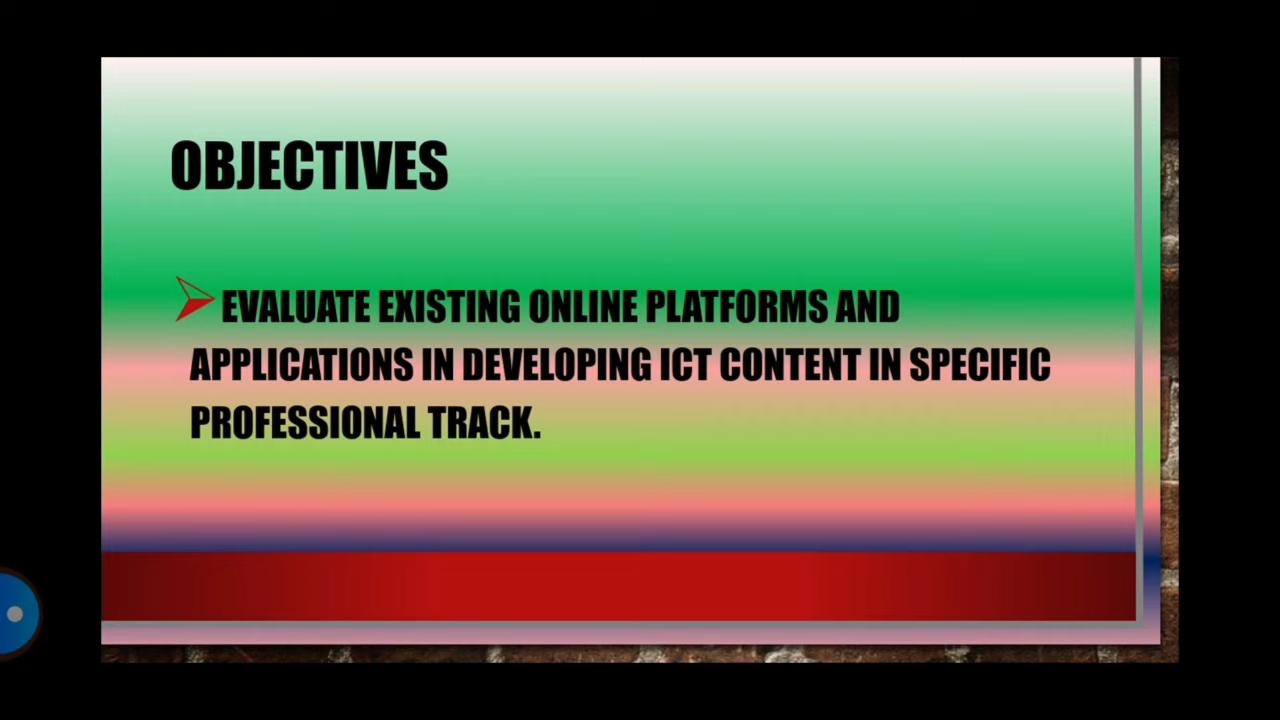 OBJECTIVES
EVALUATE EXISTING ONLINE PLATFORMS AND
APPLICATIONS IN DEVELOPING ICT CONTENT IN SPECIFIC
PROFESSIONAL TRACK.